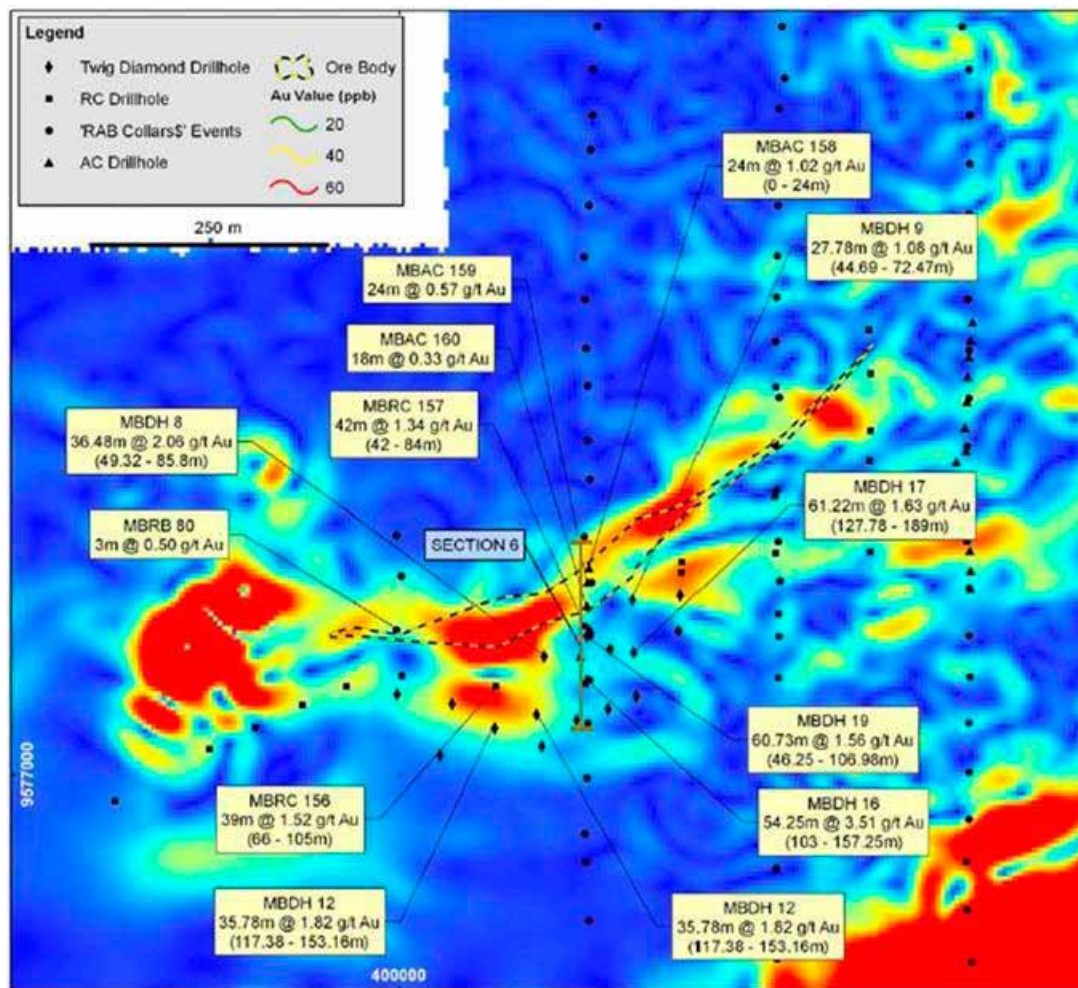 Legend
Twig Diamond Drillhole
RC Drillhole
'RAB Collars$' Events
AC Drillhole
Ore Body
Au Value (ppb)
20
40
60
250 m
MBAC 158
24m @ 1.02 g/t Au
(0 - 24m)
MBDH 9
27.78m @ 1.08 g/t Au
(44.69 - 72.47m)
MBAC 159
24m @ 0.57 g/t Au
MBAC 160
18m @ 0.33 g/t Au
MBRC 157
42m @ 1.34 g/t Au
(42 - 84m)
MBDH 8
36.48m @ 2.06 g/t Au
(49.32 - 85.8m)
MBDH 17
61.22m @ 1.63 g/t Au
(127.78 - 189m)
MBRB 80
3m @ 0.50 g/t Au
SECTION 6
MBDH 19
60.73m @ 1.56 g/t Au
(46.25 - 106.98m)
9577000
MBRC 156
39m @ 1.52 g/t Au
(66 - 105m)
MBDH 16
54.25m @ 3.51 g/t Au
(103 - 157.25m)
MBDH 12
35.78m @ 1.82 g/t Au
(117.38 - 153.16m)
MBDH 12
35.78m @ 1.82 g/t Au
(117.38 - 153.16m)
400000